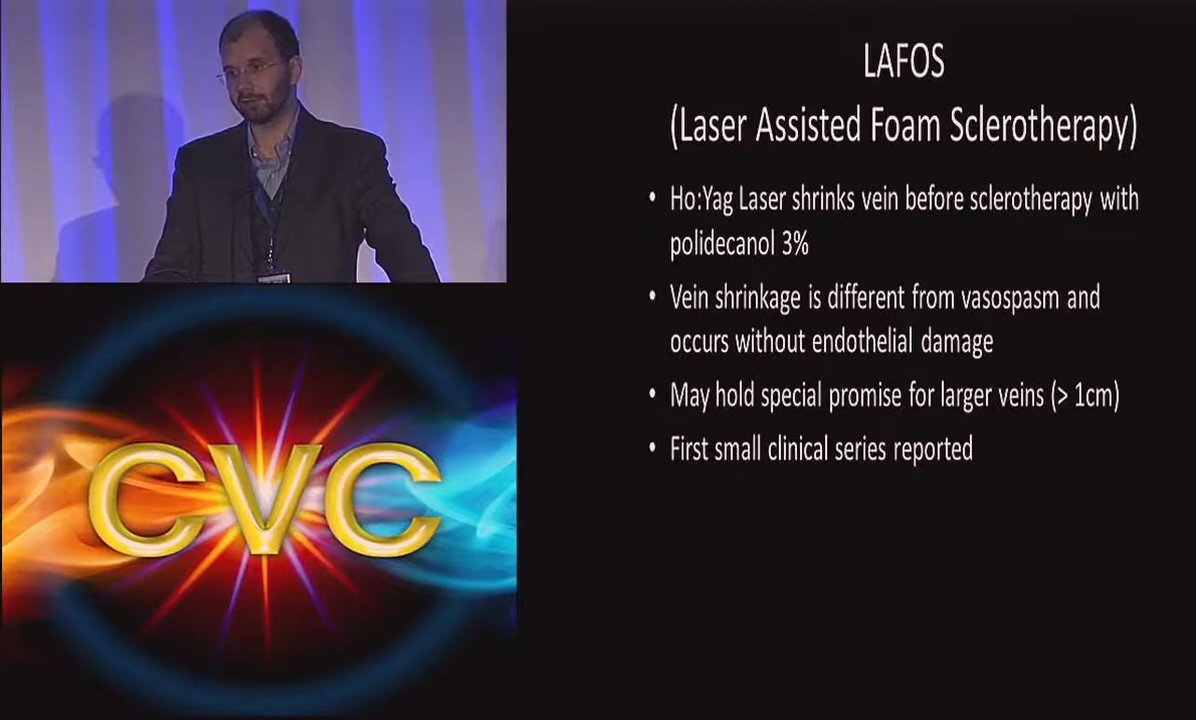 LAFOS
(Laser Assisted Foam Sclerotherapy)
• Ho:Yag Laser shrinks vein before sclerotherapy with
polidecanol 3%
• Vein shrinkage is different from vasospasm and
occurs without endothelial damage
• May hold special promise for larger veins (> 1cm)
• First small clinical series reported
CVC